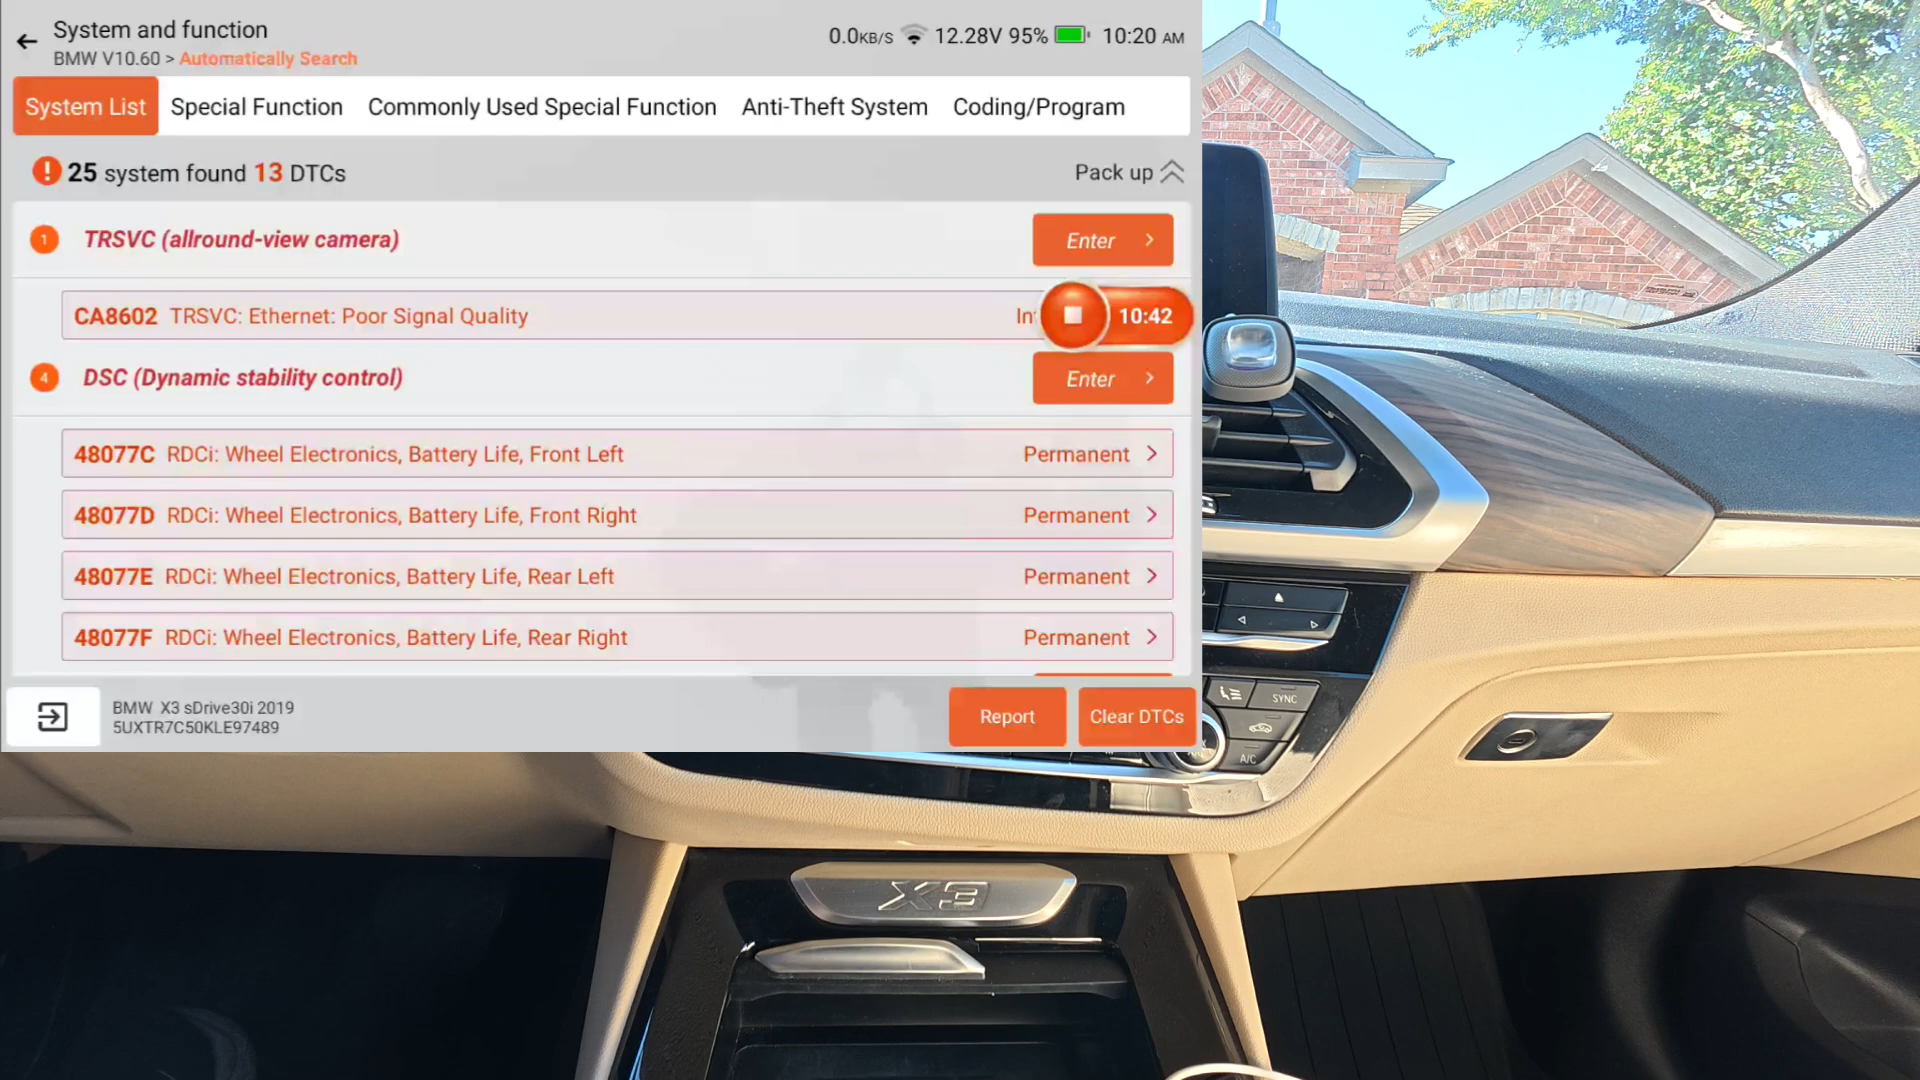 System and function
BMW V10.60 > Automatically Search
0.0KB/S 12.28V 95% 10:20 AM
System List Special Function Commonly Used Special Function Anti-Theft System Coding/Program
25 system found 13 DTCs
Pack up
1 TRSVC (allround-view camera) Enter
CA8602 TRSVC: Ethernet: Poor Signal Quality
10:42
4 DSC (Dynamic stability control) Enter
48077C RDCi: Wheel Electronics, Battery Life, Front Left Permanent
48077D RDCi: Wheel Electronics, Battery Life, Front Right Permanent
48077E RDCi: Wheel Electronics, Battery Life, Rear Left Permanent
48077F RDCi: Wheel Electronics, Battery Life, Rear Right Permanent
BMW X3 sDrive30i 2019
5UXTR7C50KLE97489
Report
Clear DTCs
SYNC
A/C
X3